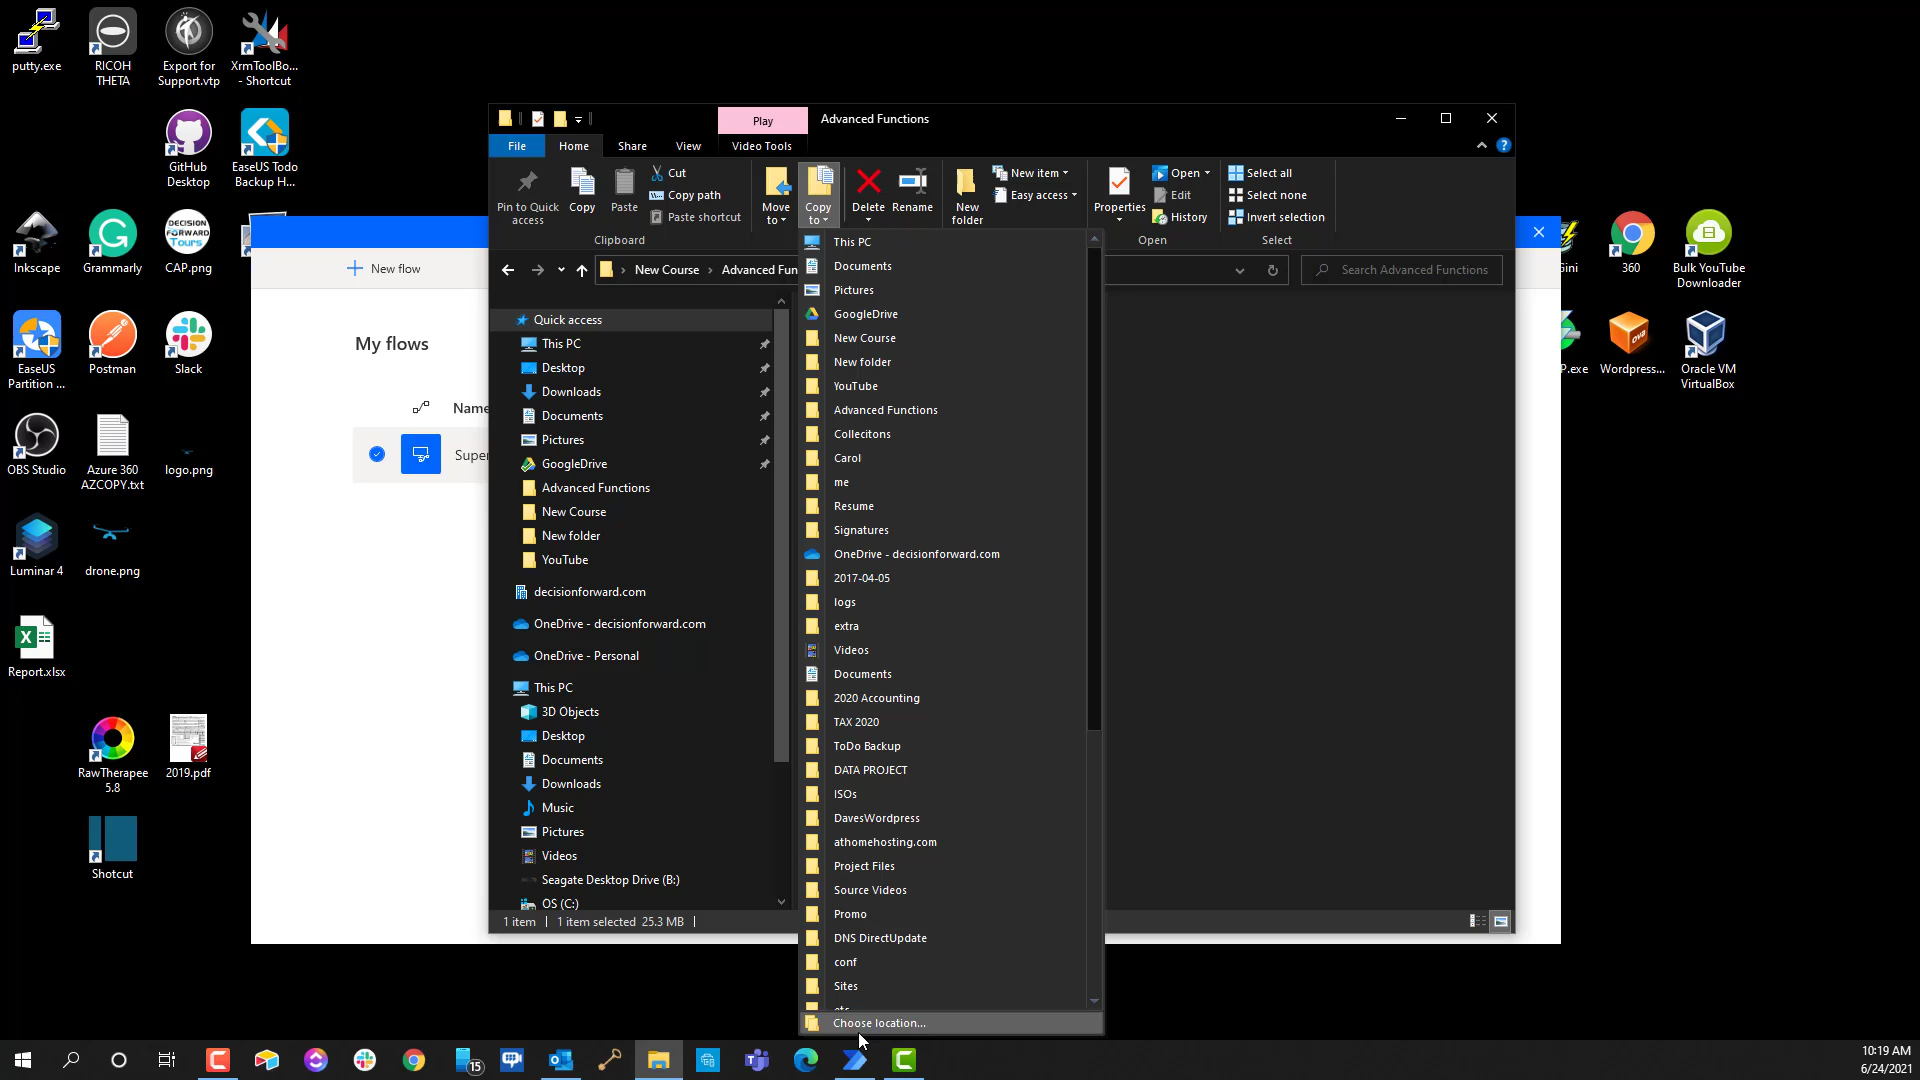 putty.exe
RICOH
THETA
Export for
Support.vtp
XrmToolBo...
- Shortcut
GitHub
Desktop
EaseUS Todo
Backup H...
Inkscape
Grammarly
DECISION
FORWARD
Tours
CAP.png
EaseUS
Partition ...
Postman
Slack
OBS Studio
Azure 360
AZCOPY.txt
logo.png
Luminar 4
drone.png
Report.xlsx
RawTherapee
5.8
2019.pdf
Shotcut
New flow
My flows
Name
Super
Play
Advanced Functions
File
Home
Share
View
Video Tools
Pin to Quick
access
Copy
Paste
Cut
Copy path
Paste shortcut
Clipboard
Move
to
Copy
to
Delete
Rename
New
folder
New item
Easy access
Properties
Open
Edit
History
Open
Select all
Select none
Invert selection
Select
New Course
Advanced Fun
Search Advanced Functions
Quick access
This PC
Desktop
Downloads
Documents
Pictures
GoogleDrive
Advanced Functions
New Course
New folder
YouTube
decisionforward.com
OneDrive - decisionforward.com
OneDrive - Personal
This PC
3D Objects
Desktop
Documents
Downloads
Music
Pictures
Videos
Seagate Desktop Drive (B:)
OS (C:)
1 item
1 item selected 25.3 MB
This PC
Documents
Pictures
GoogleDrive
New Course
New folder
YouTube
Advanced Functions
Collecitons
Carol
me
Resume
Signatures
OneDrive - decisionforward.com
2017-04-05
logs
extra
Videos
Documents
2020 Accounting
TAX 2020
ToDo Backup
DATA PROJECT
ISOs
DavesWordpress
athomehosting.com
Project Files
Source Videos
Promo
DNS DirectUpdate
conf
Sites
etc
Choose location...
Gini
360
Bulk YouTube
Downloader
P.exe
OVA
Wordpress...
Oracle VM
VirtualBox
15
10:19 AM
6/24/2021